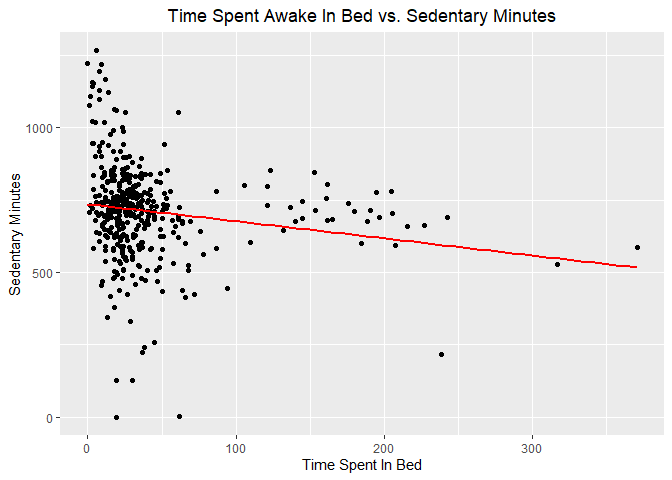 Time Spent Awake In Bed vs. Sedentary Minutes
1000
500
0
Sedentary Minutes
0 100 200 300
Time Spent In Bed